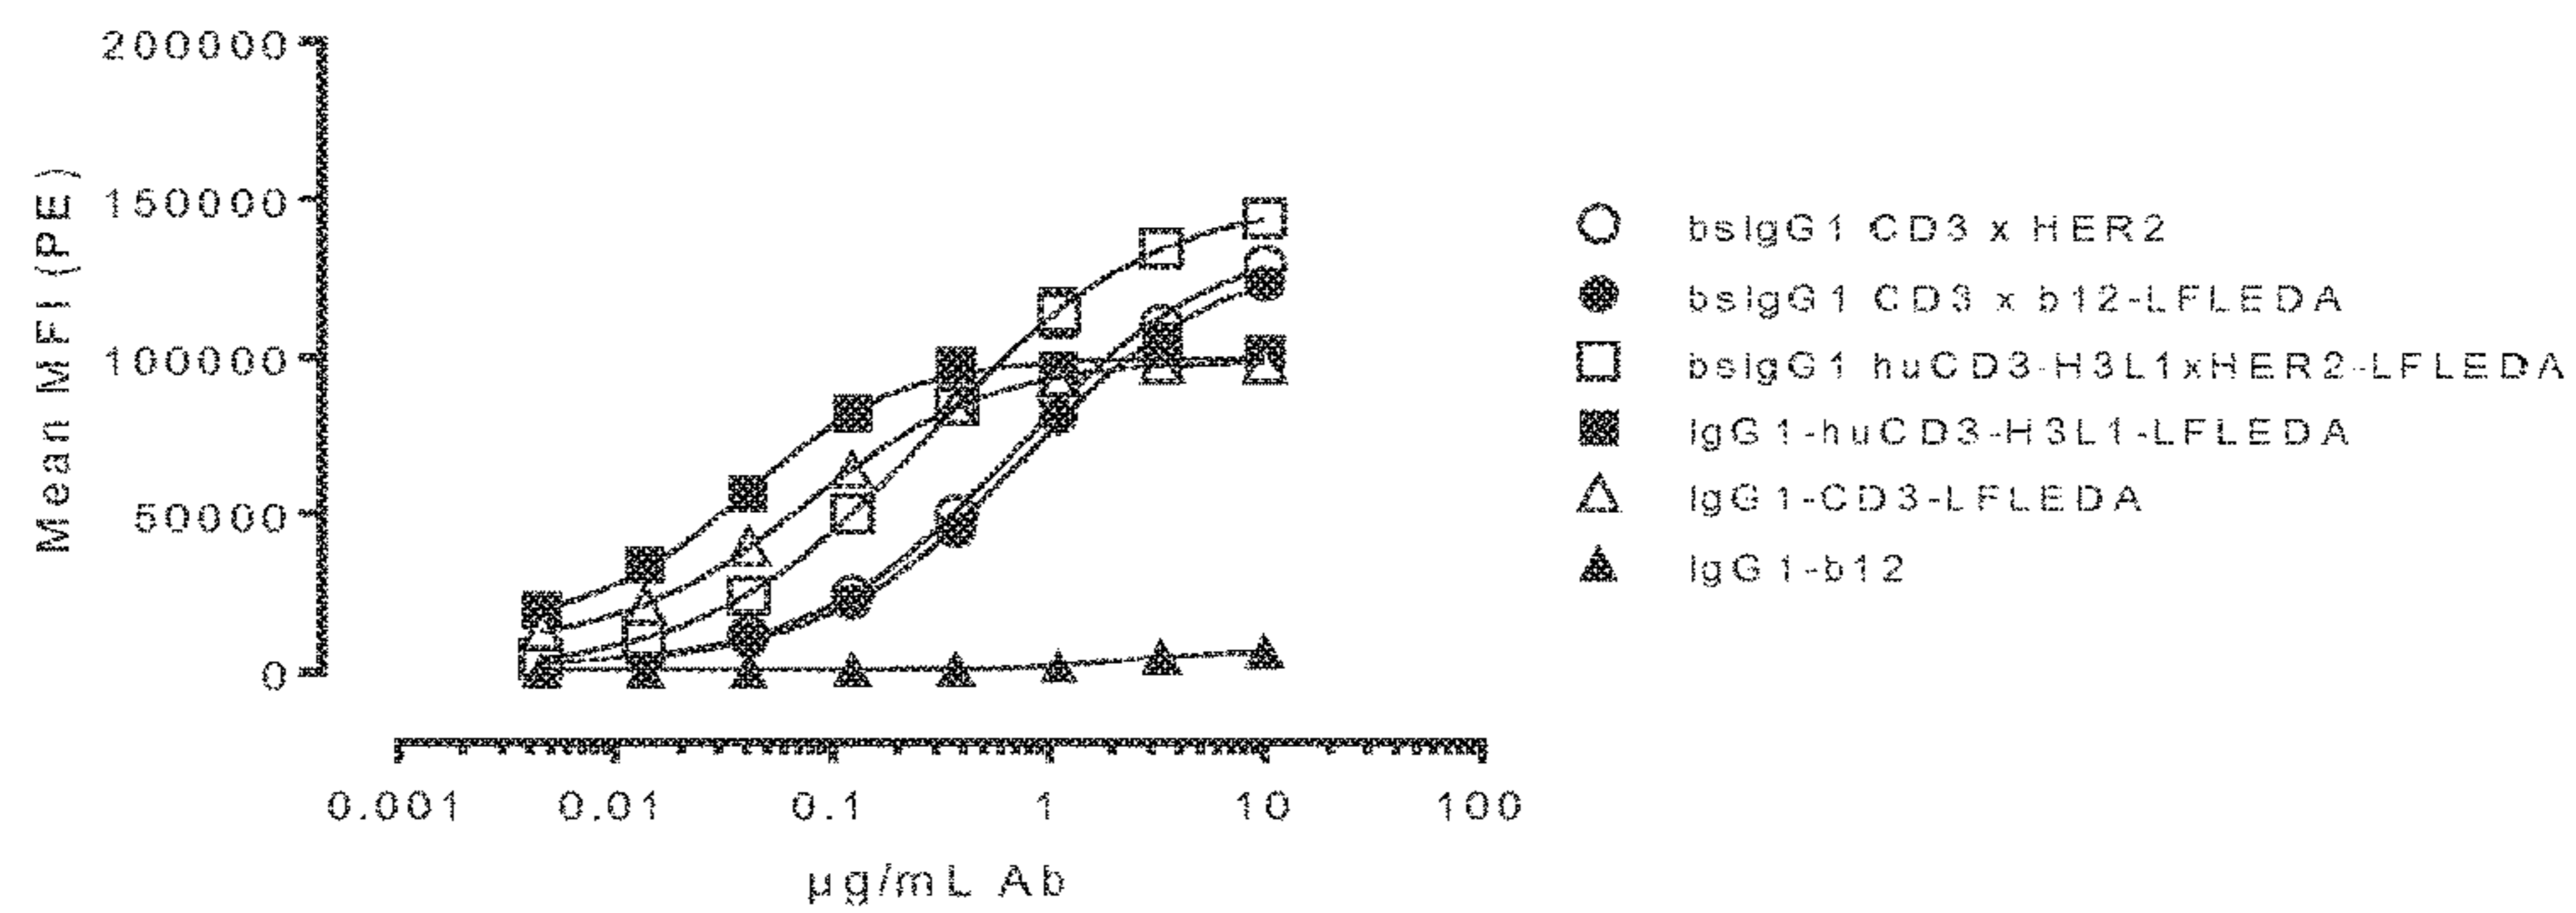 Mean MFI (PE)
200000
150000
100000
50000
0
0.001 0.01 0.1 1 10 100
µg/mL Ab
bsIgG1 CD3 x HER2
bsIgG1 CD3 x b12-LFLEDA
bsIgG1 huCD3-H3L1xHER2-LFLEDA
IgG1-huCD3-H3L1-LFLEDA
IgG1-CD3-LFLEDA
IgG1-b12